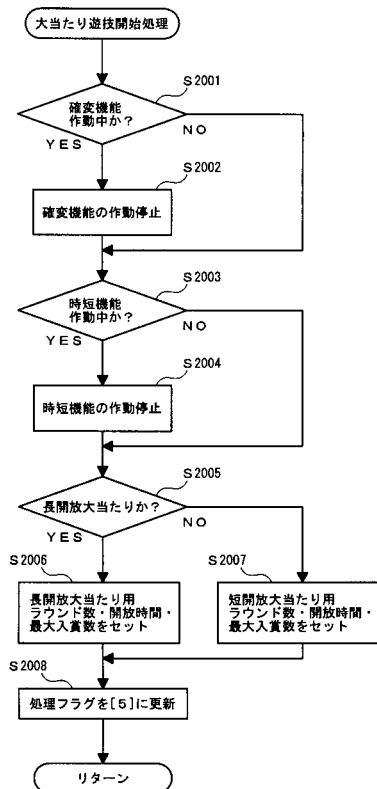 大当たり遊技開始処理
S2001
確変機能
作動中か？
YES
NO
S2002
確変機能の作動停止
S2003
時短機能
作動中か？
YES
NO
S2004
時短機能の作動停止
S2005
長開放大当たりか？
YES
NO
S2006
長開放大当たり用
ラウンド数・開放時間・
最大入賞数をセット
S2007
短開放大当たり用
ラウンド数・開放時間・
最大入賞数をセット
S2008
処理フラグを[5]に更新
リターン